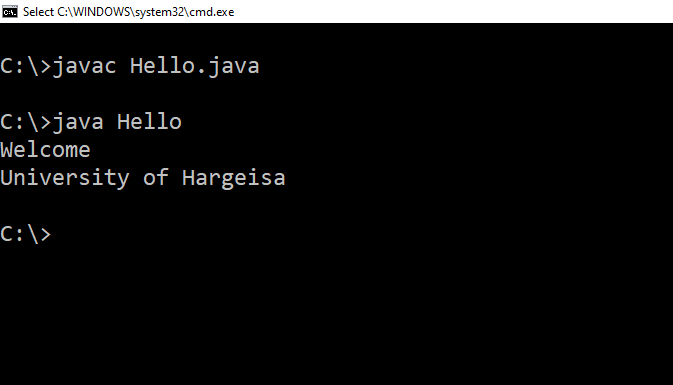 Select C:\WINDOWS\system32\cmd.exe
C:\>javac Hello.java
C:\>java Hello
Welcome
University of Hargeisa
C:\>